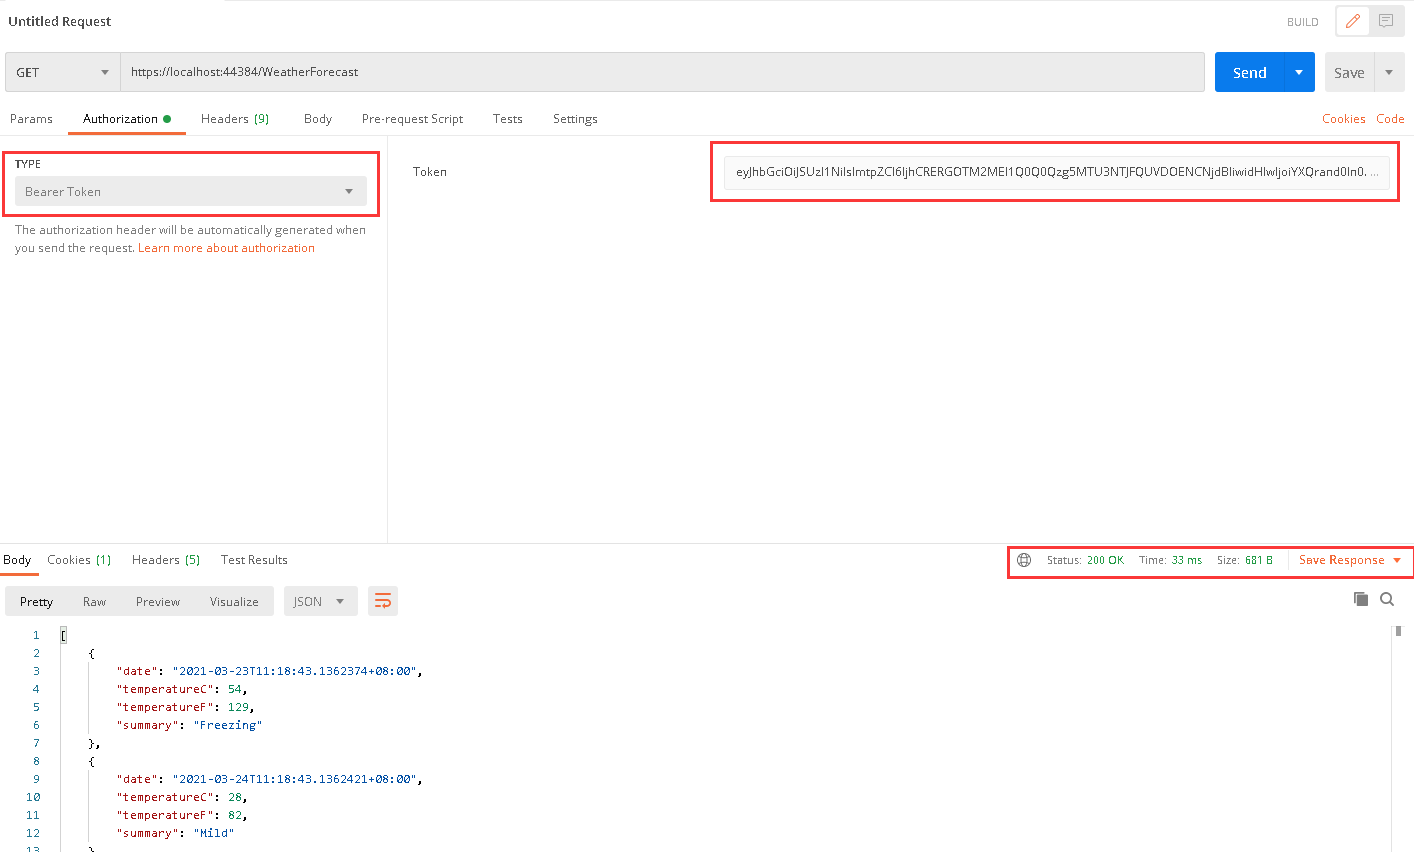 Untitled Request
BUILD
GET
https://localhost:44384/WeatherForecast
Send
Save
Params
Authorization
Headers (9)
Body
Pre-request Script
Tests
Settings
Cookies
Code
TYPE
Bearer Token
The authorization header will be automatically generated when
you send the request. Learn more about authorization
Token
Body
Cookies (1)
Headers (5)
Test Results
Status: 200 OK
Time: 33 ms
Size: 681 B
Save Response
Pretty
Raw
Preview
Visualize
JSON
1 [
2 {
3 "date": "2021-03-23T11:18:43.1362374+08:00",
4 "temperatureC": 54,
5 "temperatureF": 129,
6 "summary": "Freezing"
7 },
8 {
9 "date": "2021-03-24T11:18:43.1362421+08:00",
10 "temperatureC": 28,
11 "temperatureF": 82,
12 "summary": "Mild"
13 }